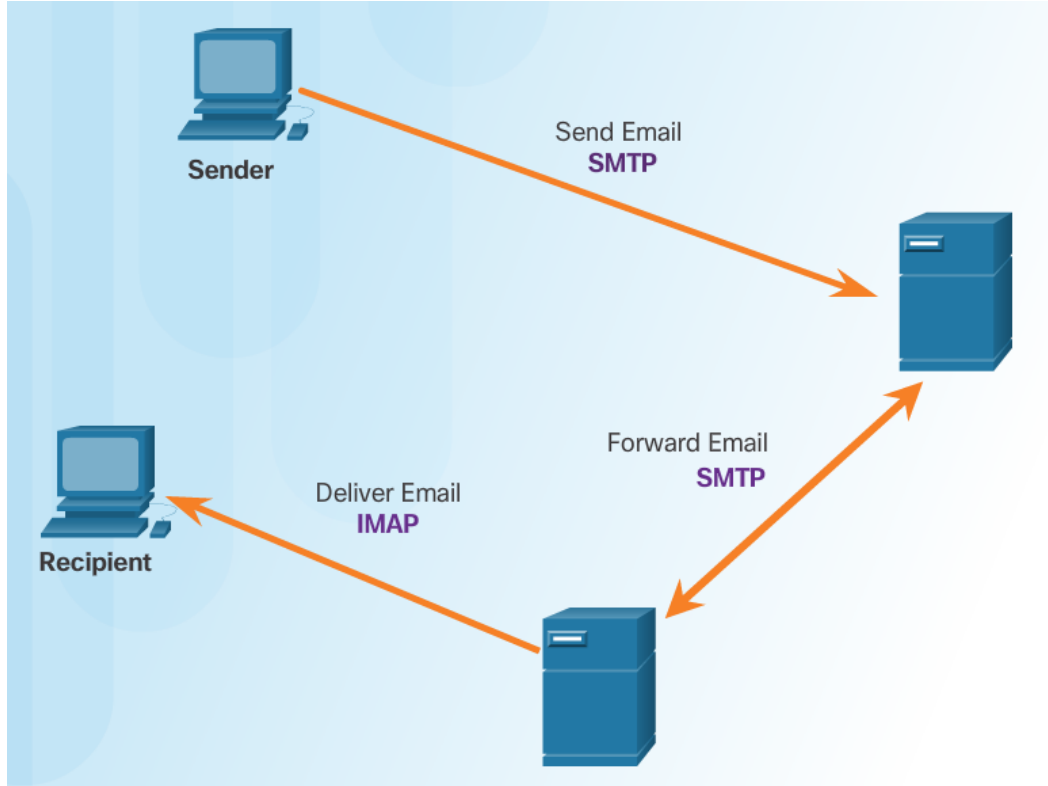 Send Email
SMTP
Sender
Forward Email
SMTP
Deliver Email
IMAP
Recipient